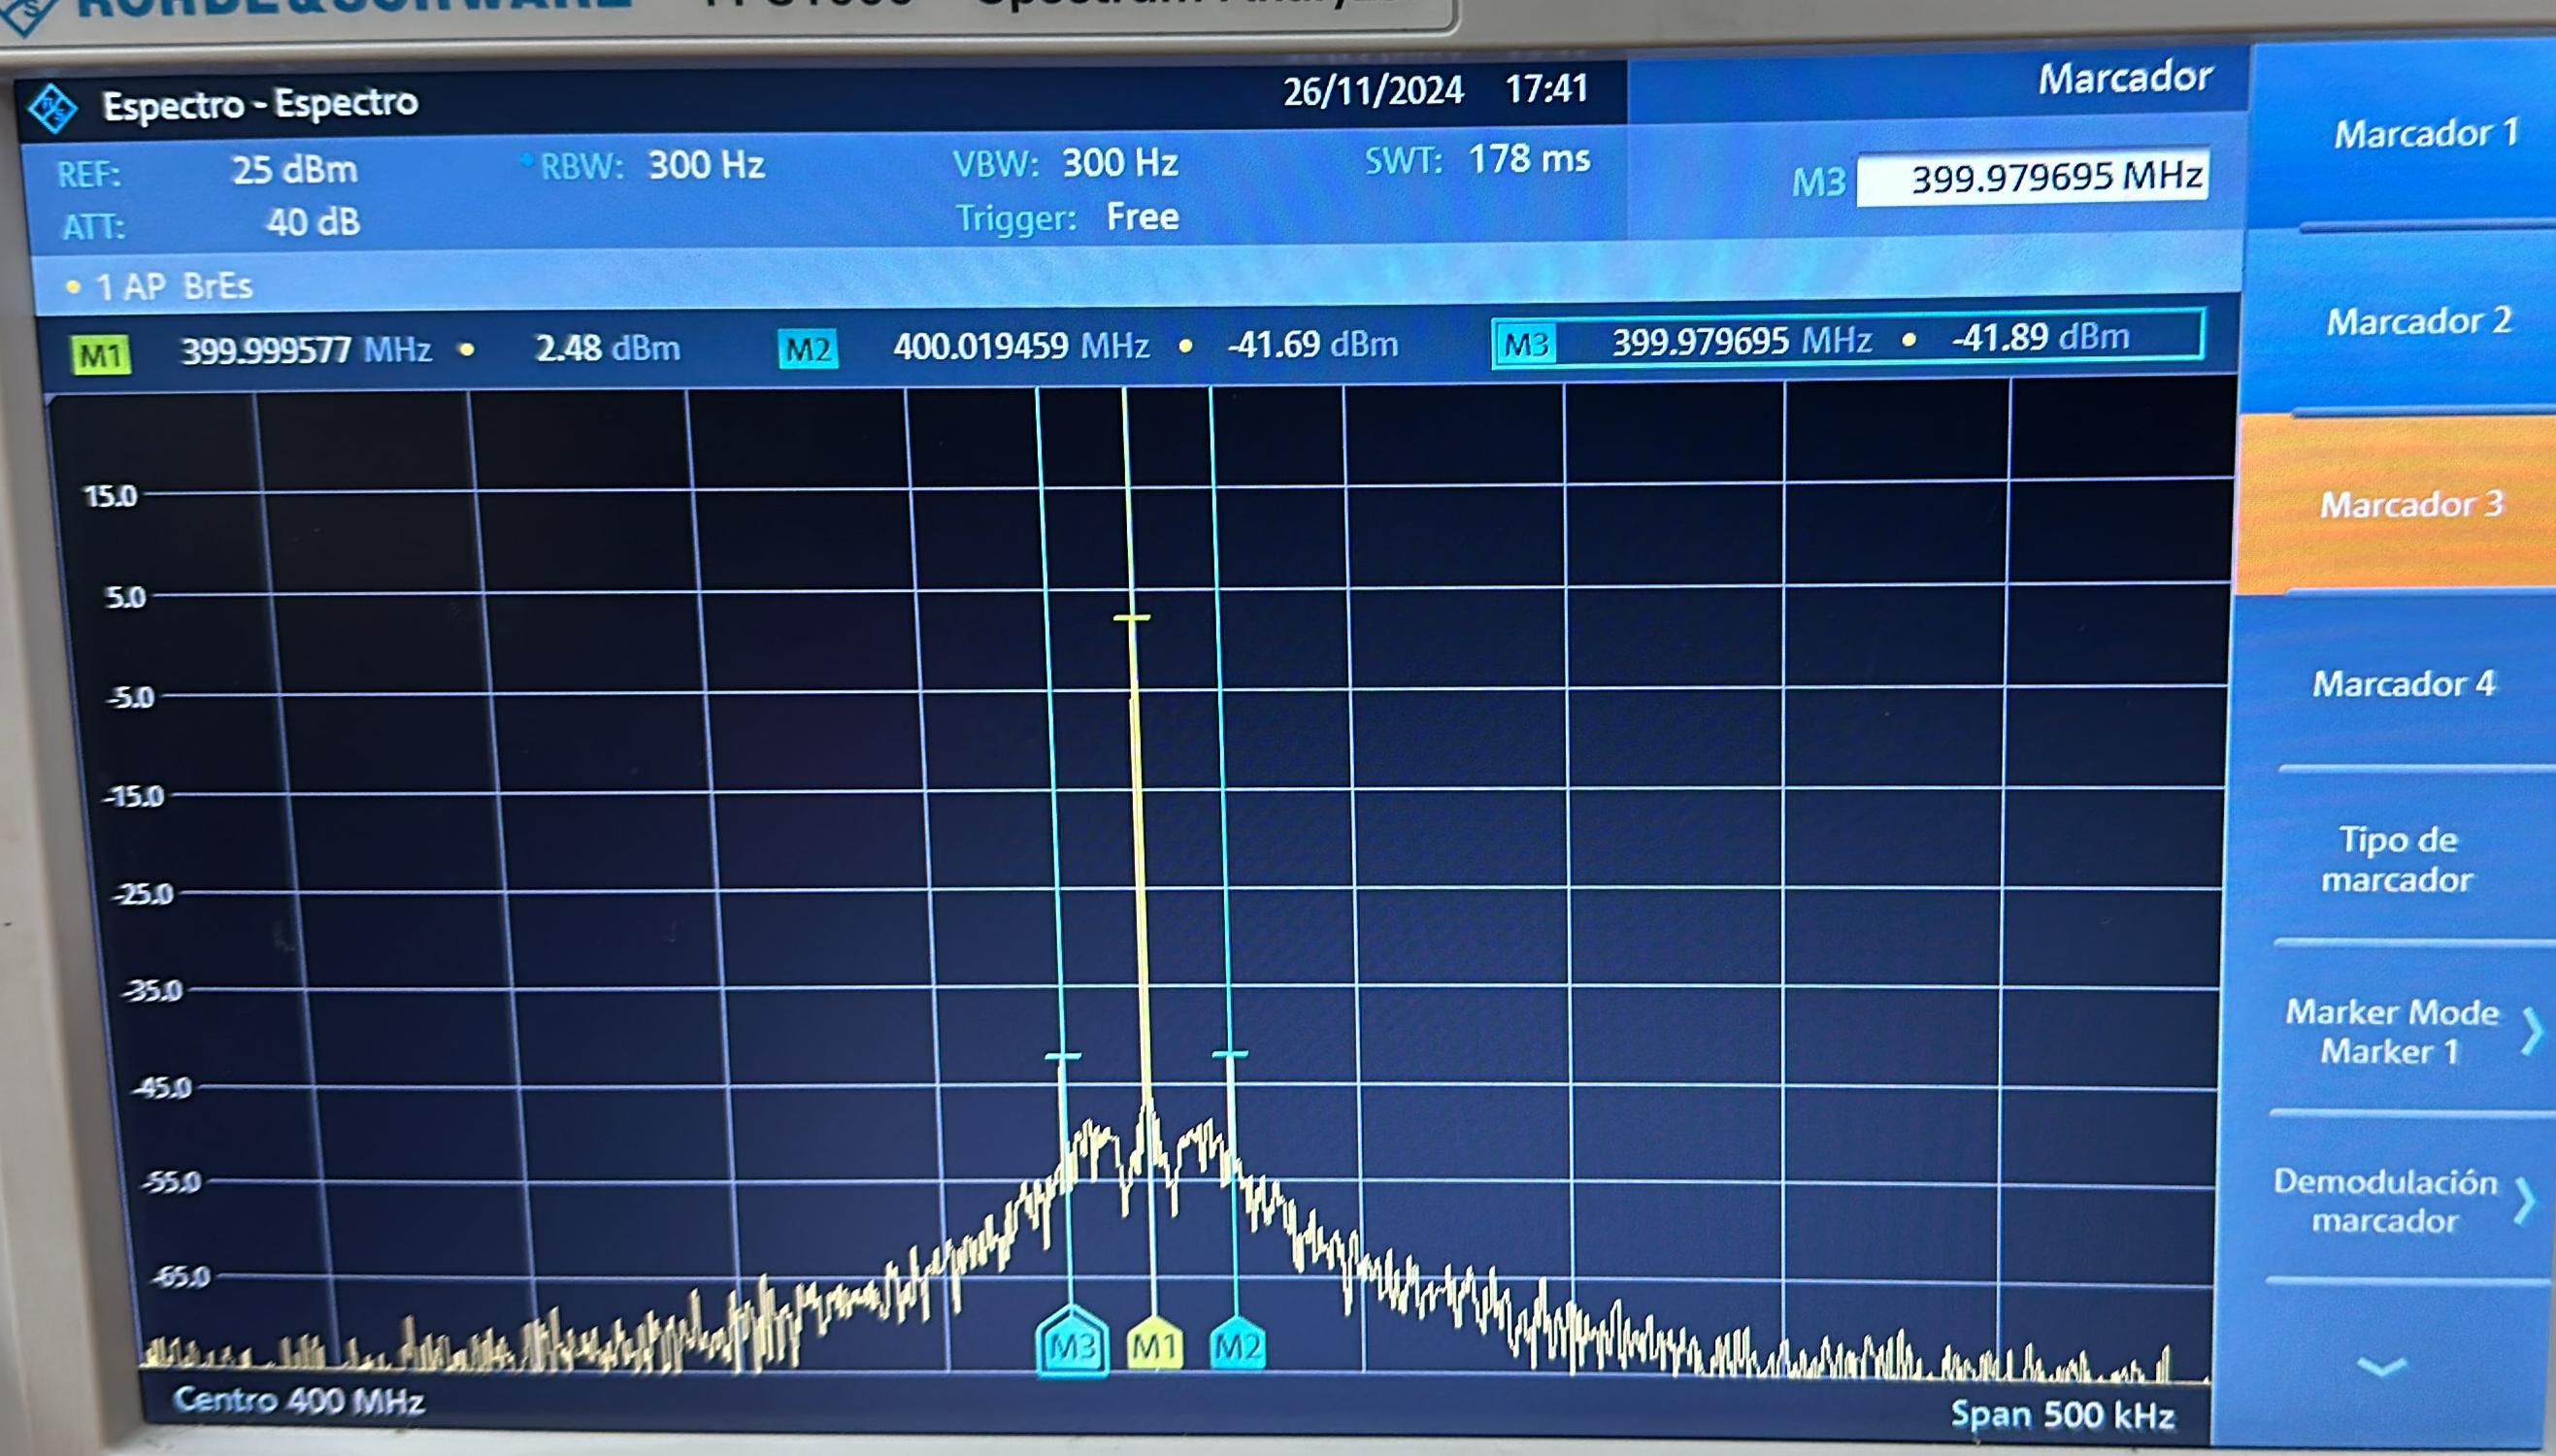 ROHDE & SCHWARZ
Espectro - Espectro 26/11/2024 17:41 Marcador
REF: 25 dBm RBW: 300 Hz VBW: 300 Hz SWT: 178 ms M3 399.979695 MHz
ATT: 40 dB Trigger: Free
1 AP BrEs
M1 399.999577 MHz 2.48 dBm M2 400.019459 MHz -41.69 dBm M3 399.979695 MHz -41.89 dBm
15.0
5.0
-5.0
-15.0
-25.0
-35.0
-45.0
-55.0
-65.0
M3 M1 M2
Centro 400 MHz Span 500 kHz
Marcador 1
Marcador 2
Marcador 3
Marcador 4
Tipo de
marcador
Marker Mode
Marker 1
Demodulación
marcador